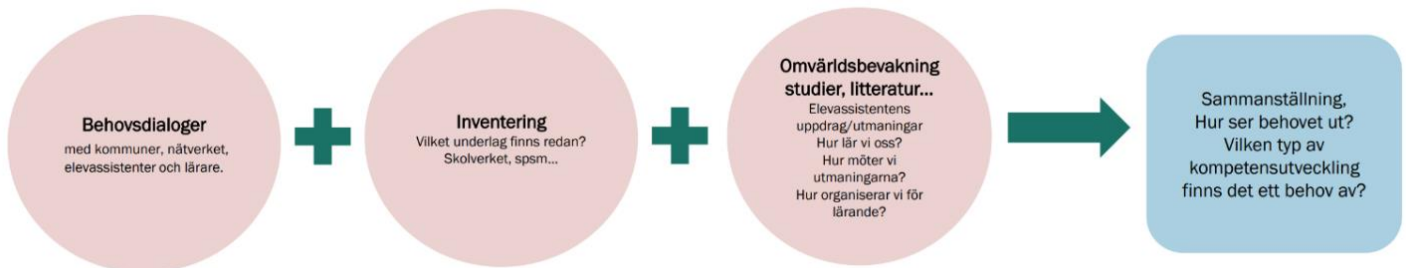 Behovsdialoger
med kommuner, nätverket,
elevassistenter och lärare.
Inventering
Vilket underlag finns redan?
Skolverket, spsm...
Omvärldsbevakning
studier, litteratur...
Elevassistentens
uppdrag/utmaningar
Hur lär vi oss?
Hur möter vi
utmaningarna?
Hur organiserar vi för
lärande?
Sammanställning,
Hur ser behovet ut?
Vilken typ av
kompetensutveckling
finns det ett behov av?